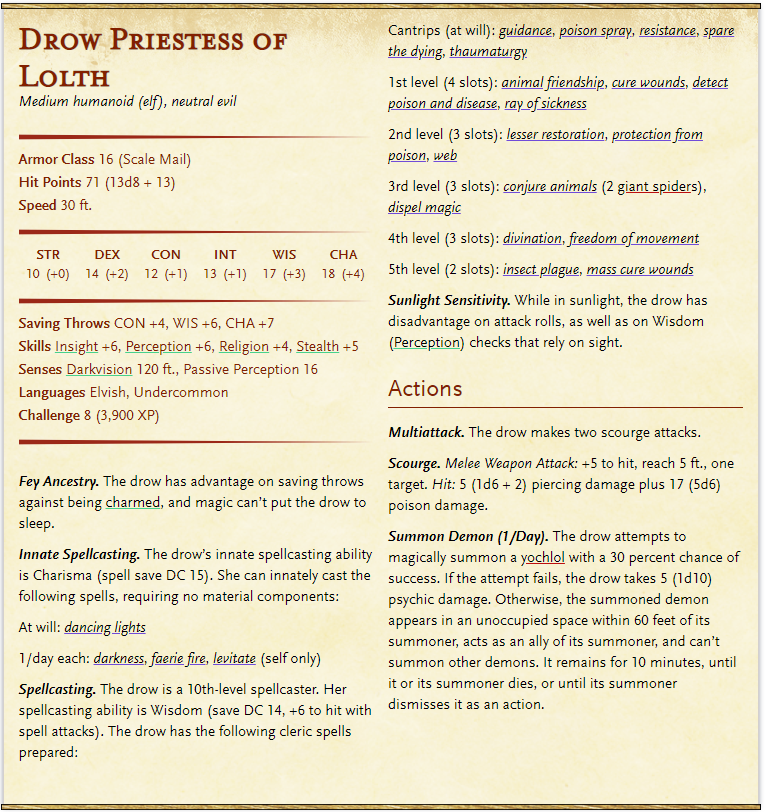 Drow Priestess of
Lolth
Medium humanoid (elf), neutral evil
Armor Class 16 (Scale Mail)
Hit Points 71 (13d8 + 13)
Speed 30 ft.
STR DEX CON INT WIS CHA
10 (+0) 14 (+2) 12 (+1) 13 (+1) 17 (+3) 18 (+4)
Saving Throws CON +4, WIS +6, CHA +7
Skills Insight +6, Perception +6, Religion +4, Stealth +5
Senses Darkvision 120 ft., Passive Perception 16
Languages Elvish, Undercommon
Challenge 8 (3,900 XP)
Fey Ancestry. The drow has advantage on saving throws
against being charmed, and magic can't put the drow to
sleep.
Innate Spellcasting. The drow's innate spellcasting ability
is Charisma (spell save DC 15). She can innately cast the
following spells, requiring no material components:
At will: dancing lights
1/day each: darkness, faerie fire, levitate (self only)
Spellcasting. The drow is a 10th-level spellcaster. Her
spellcasting ability is Wisdom (save DC 14, +6 to hit with
spell attacks). The drow has the following cleric spells
prepared:
Cantrips (at will): guidance, poison spray, resistance, spare
the dying, thaumaturgy
1st level (4 slots): animal friendship, cure wounds, detect
poison and disease, ray of sickness
2nd level (3 slots): lesser restoration, protection from
poison, web
3rd level (3 slots): conjure animals (2 giant spiders),
dispel magic
4th level (3 slots): divination, freedom of movement
5th level (2 slots): insect plague, mass cure wounds
Sunlight Sensitivity. While in sunlight, the drow has
disadvantage on attack rolls, as well as on Wisdom
(Perception) checks that rely on sight.
Actions
Multiattack. The drow makes two scourge attacks.
Scourge. Melee Weapon Attack: +5 to hit, reach 5 ft., one
target. Hit: 5 (1d6 + 2) piercing damage plus 17 (5d6)
poison damage.
Summon Demon (1/Day). The drow attempts to
magically summon a yochlol with a 30 percent chance of
success. If the attempt fails, the drow takes 5 (1d10)
psychic damage. Otherwise, the summoned demon
appears in an unoccupied space within 60 feet of its
summoner, acts as an ally of its summoner, and can't
summon other demons. It remains for 10 minutes, until
it or its summoner dies, or until its summoner
dismisses it as an action.